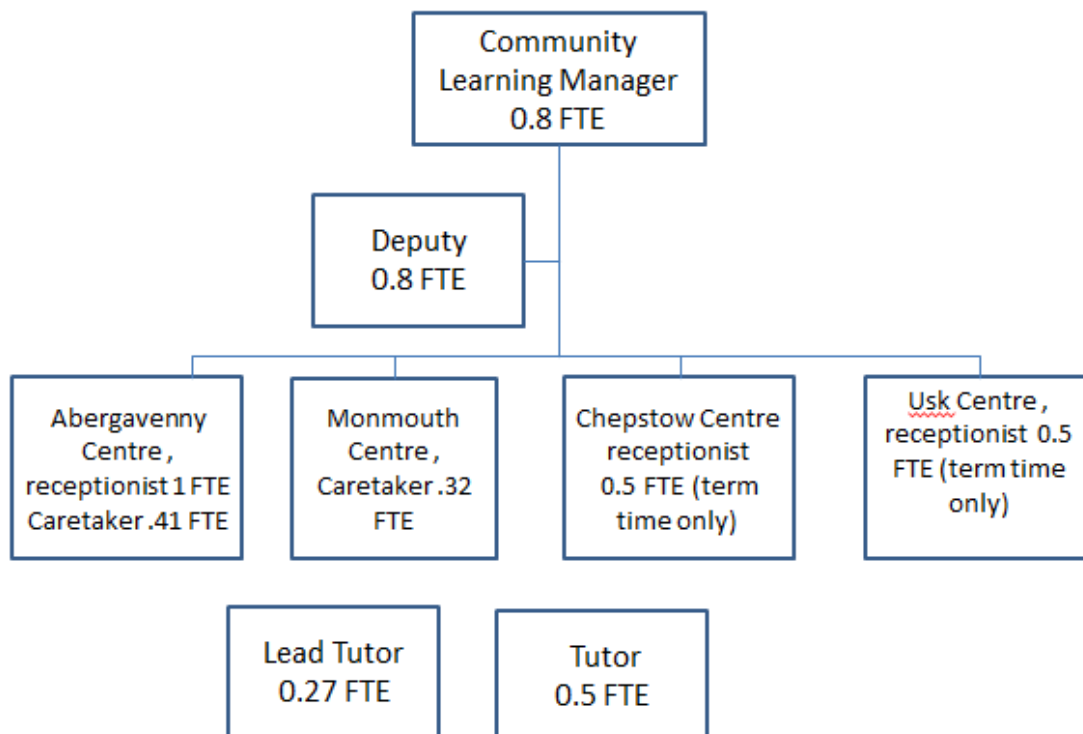 Community
Learning Manager
0.8 FTE
Deputy
0.8 FTE
Abergavenny
Centre ,
receptionist 1 FTE
Caretaker .41 FTE
Monmouth
Centre ,
Caretaker .32
FTE
Chepstow Centre
receptionist
0.5 FTE (term
time only)
Usk Centre ,
receptionist 0.5
FTE (term time
only)
Lead Tutor
0.27 FTE
Tutor
0.5 FTE